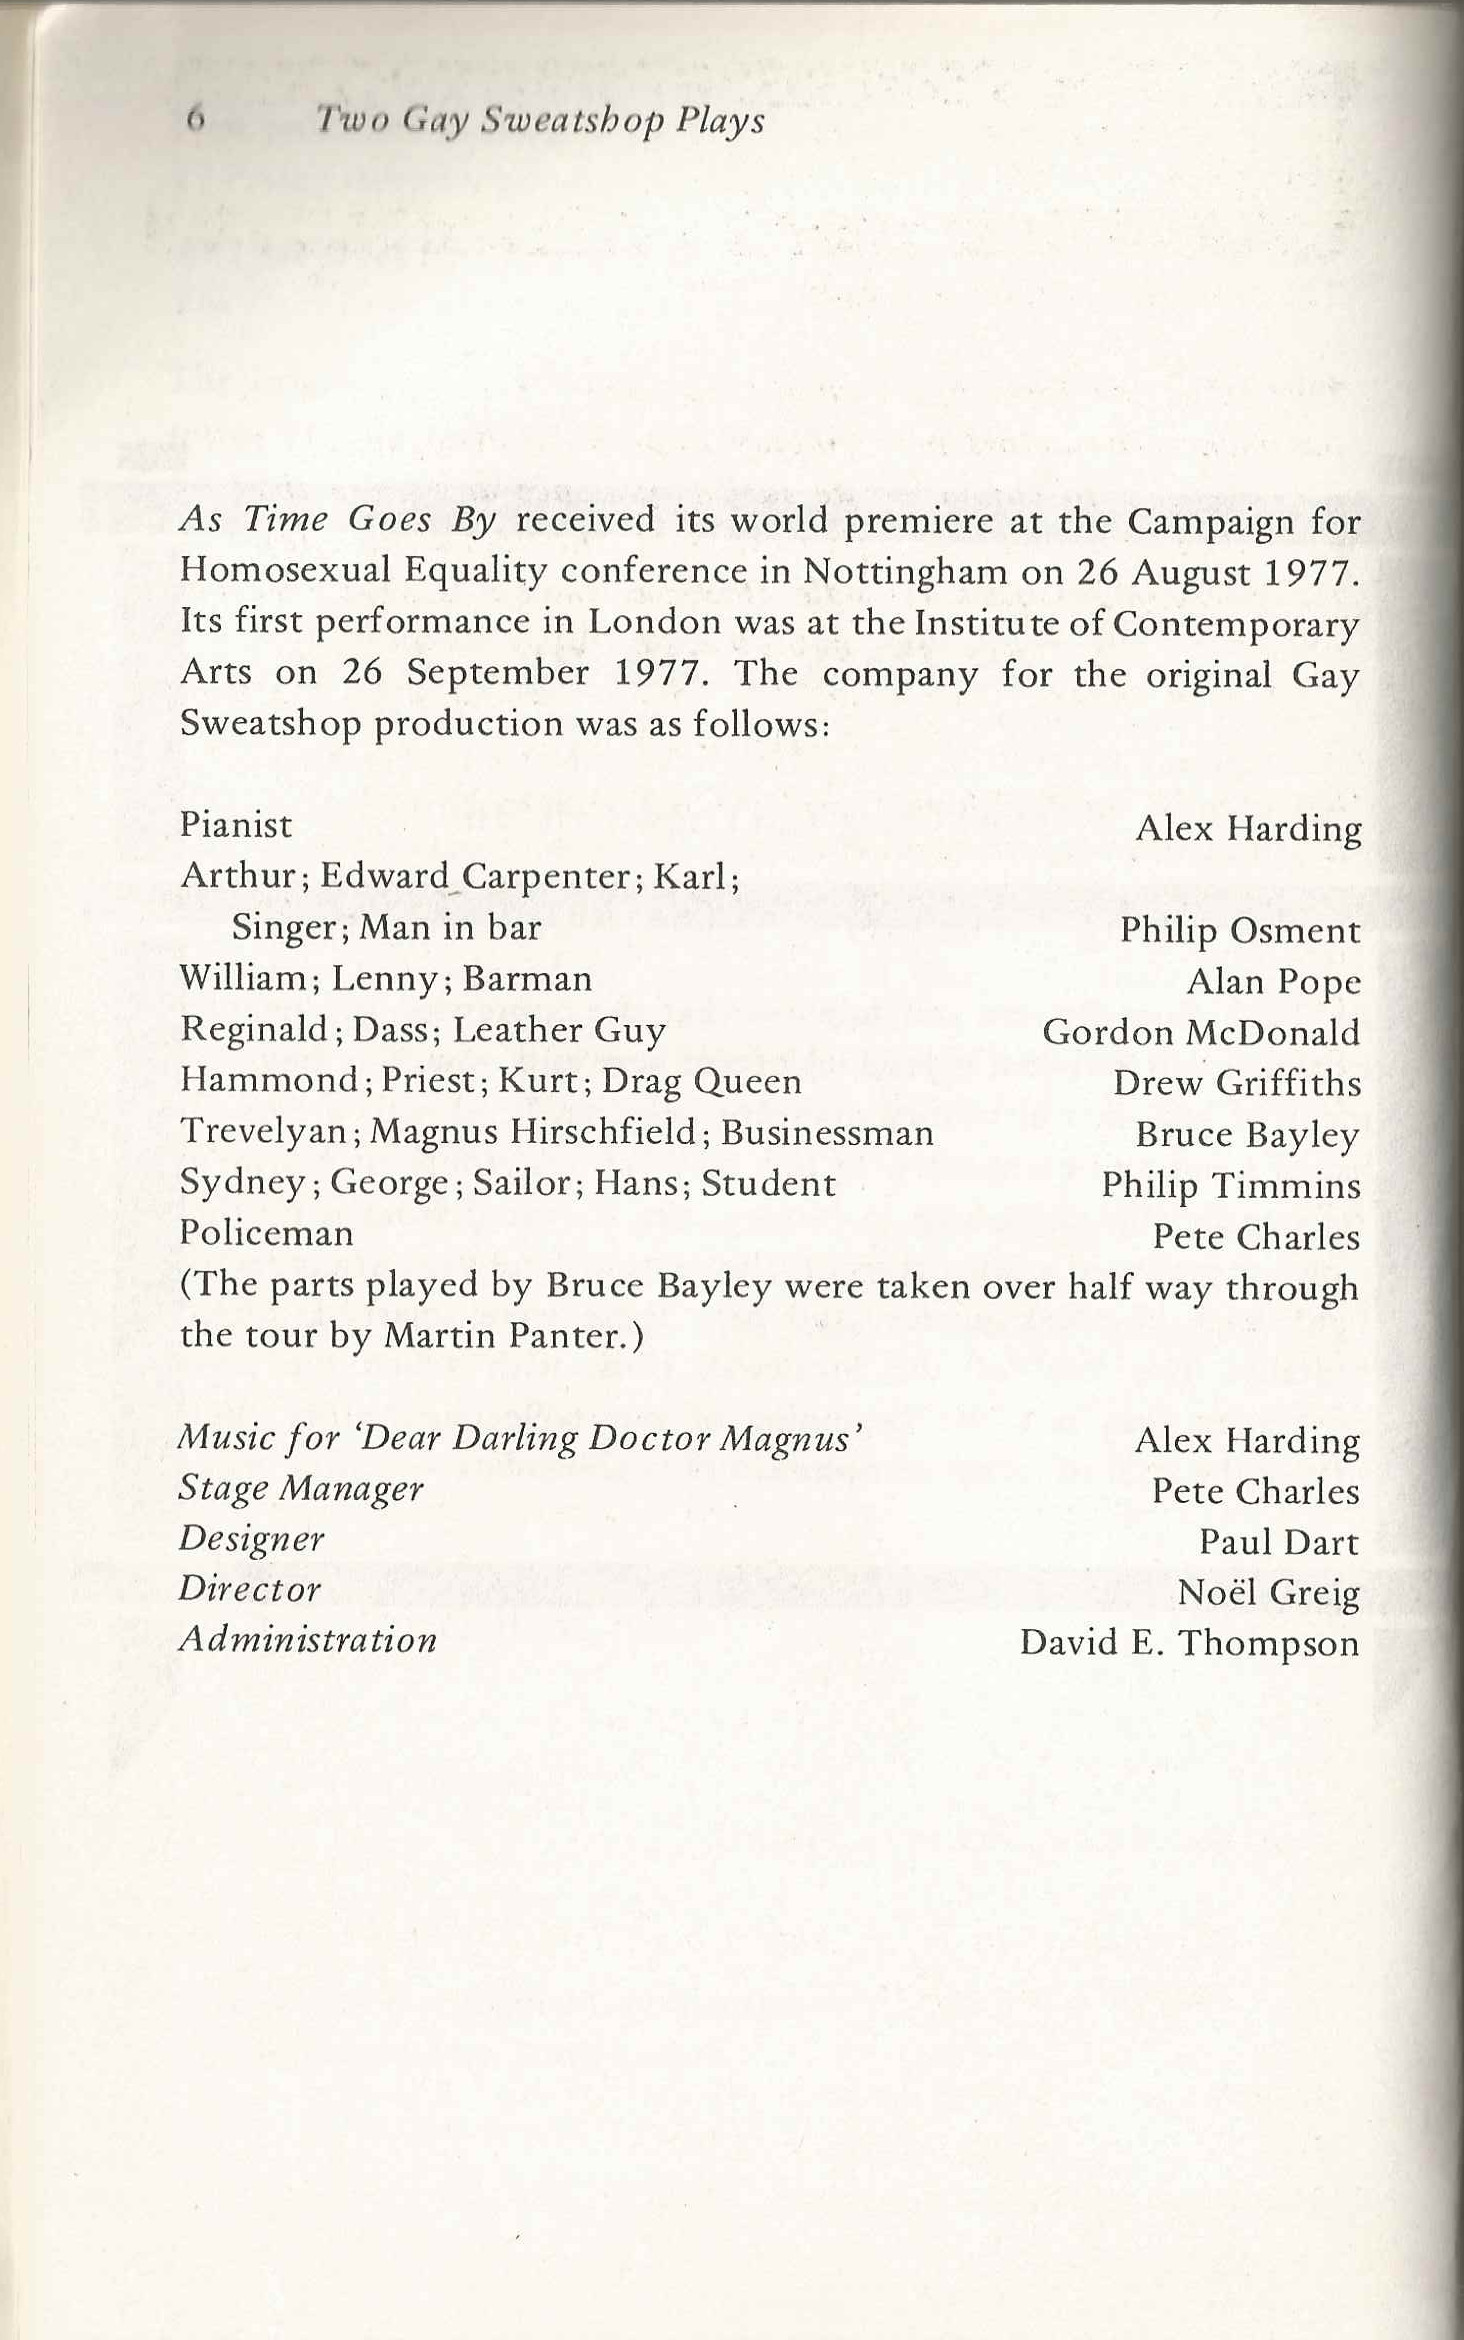 6 Two Gay Sweatshop Plays
As Time Goes By received its world premiere at the Campaign for
Homosexual Equality conference in Nottingham on 26 August 1977.
Its first performance in London was at the Institute of Contemporary
Arts on 26 September 1977. The company for the original Gay
Sweatshop production was as follows:
Pianist Alex Harding
Arthur; Edward Carpenter; Karl;
Singer; Man in bar Philip Osment
William; Lenny; Barman Alan Pope
Reginald; Dass; Leather Guy Gordon McDonald
Hammond; Priest; Kurt; Drag Queen Drew Griffiths
Trevelyan; Magnus Hirschfield; Businessman Bruce Bayley
Sydney; George; Sailor; Hans; Student Philip Timmins
Policeman Pete Charles
(The parts played by Bruce Bayley were taken over half way through
the tour by Martin Panter.)
Music for ‘Dear Darling Doctor Magnus’ Alex Harding
Stage Manager Pete Charles
Designer Paul Dart
Director Noël Greig
Administration David E. Thompson